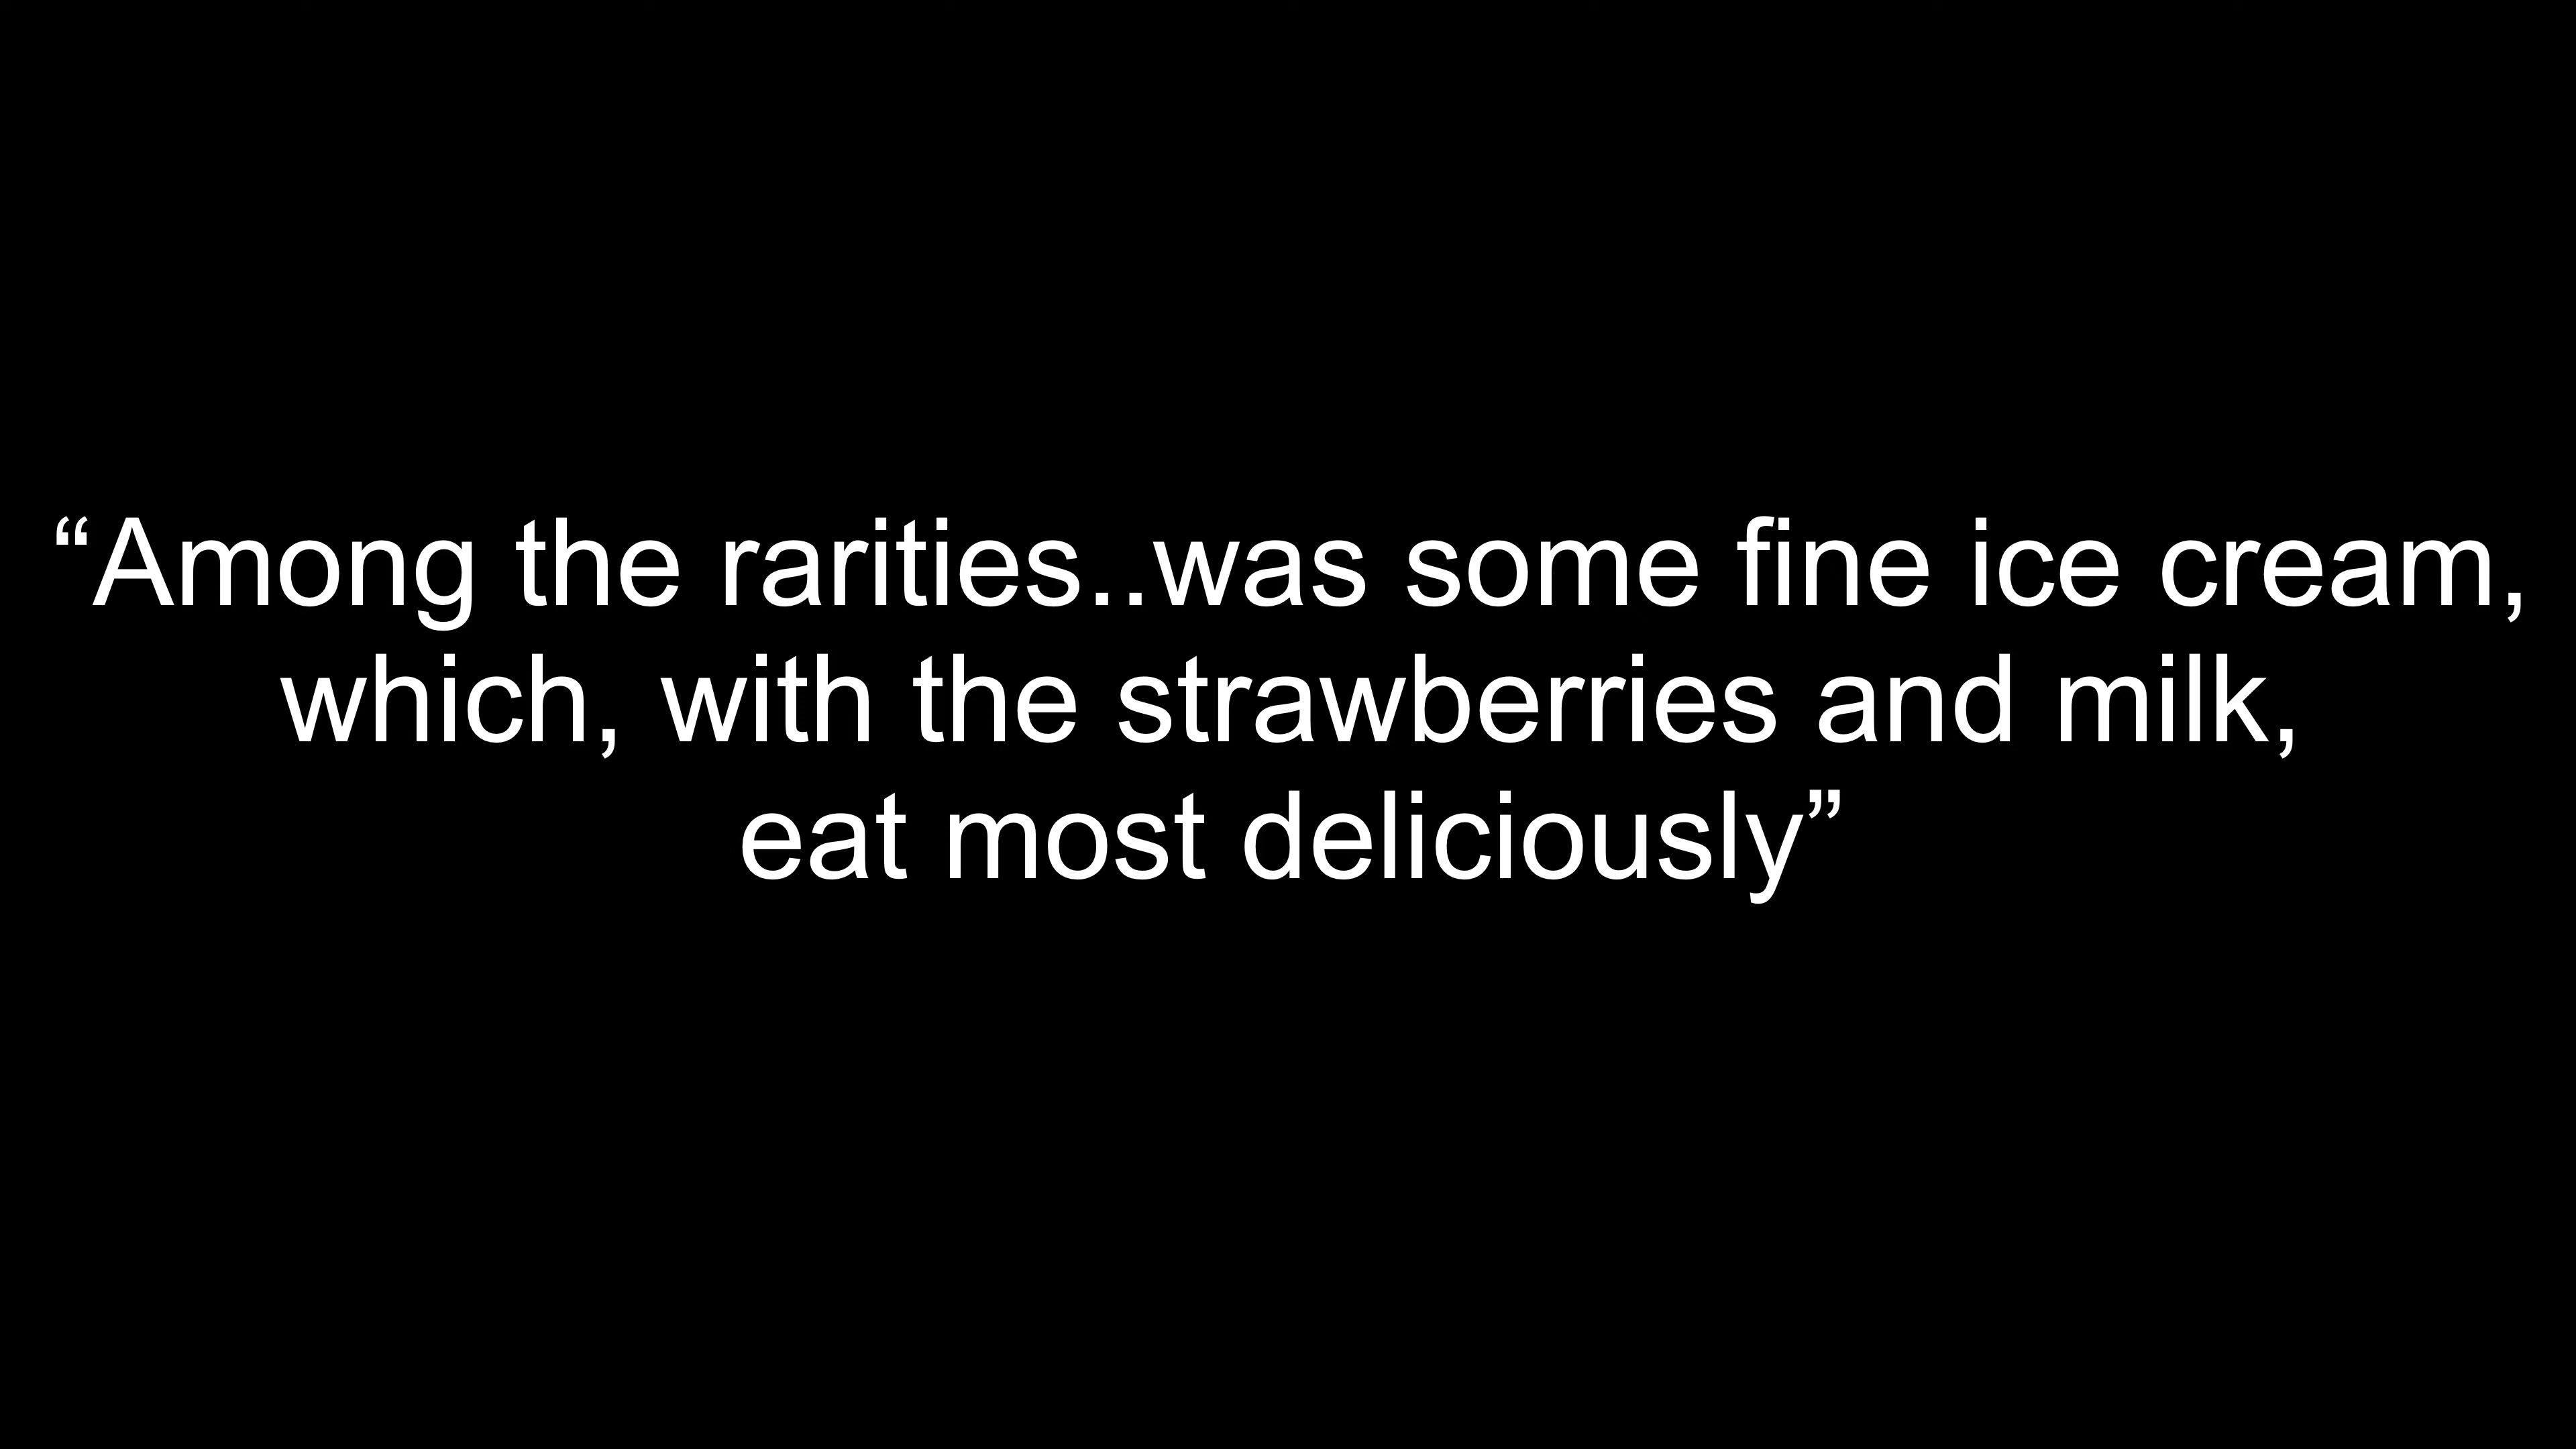 “Among the rarities..was some fine ice cream,
which, with the strawberries and milk,
eat most deliciously”